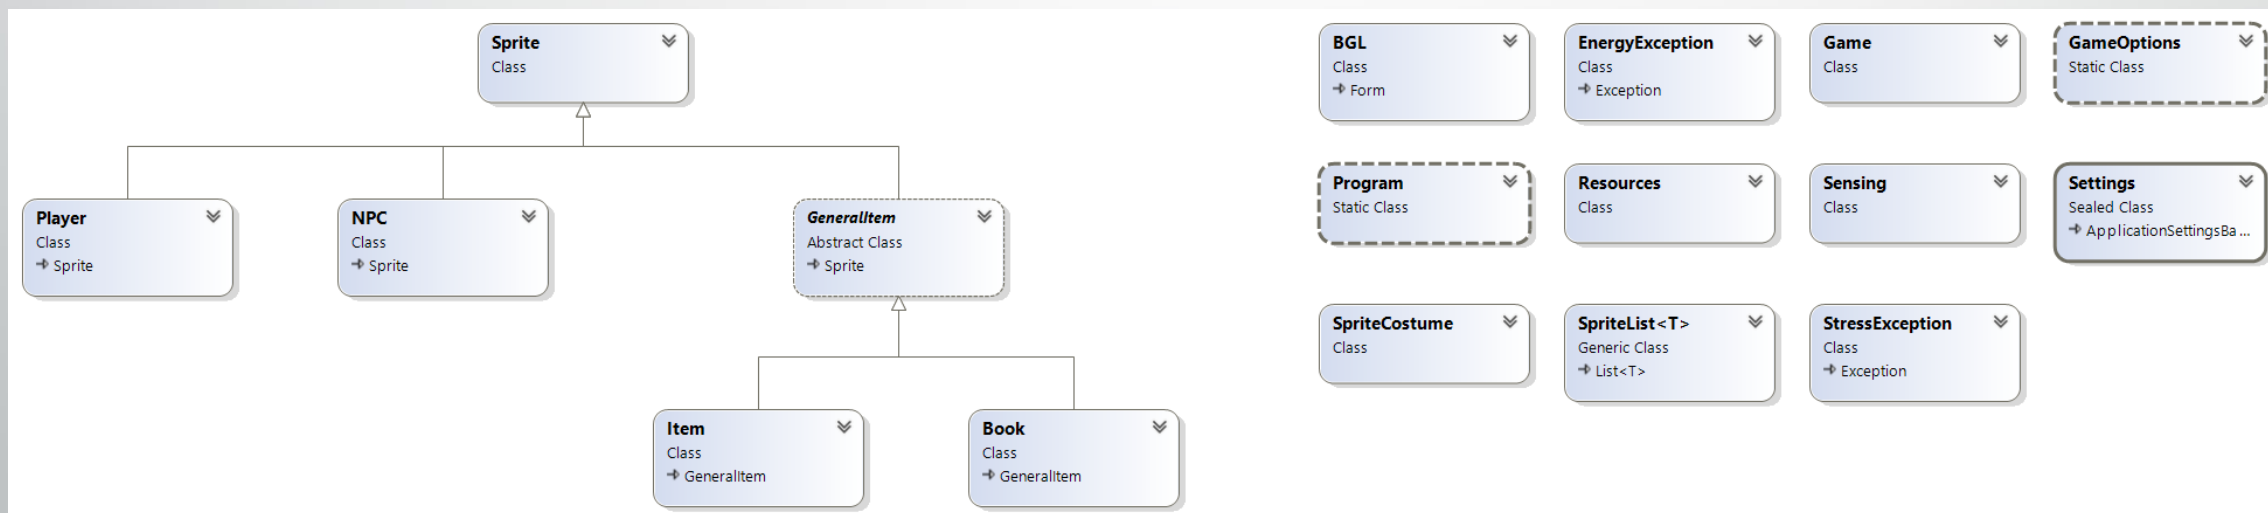 Sprite
Class
Player
Class
Sprite
NPC
Class
Sprite
GeneralItem
Abstract Class
Sprite
Item
Class
GeneralItem
Book
Class
GeneralItem
BGL
Class
Form
EnergyException
Class
Exception
Game
Class
GameOptions
Static Class
Program
Static Class
Resources
Class
Sensing
Class
Settings
Sealed Class
ApplicationSettingsBa...
SpriteCostume
Class
SpriteList<T>
Generic Class
List<T>
StressException
Class
Exception